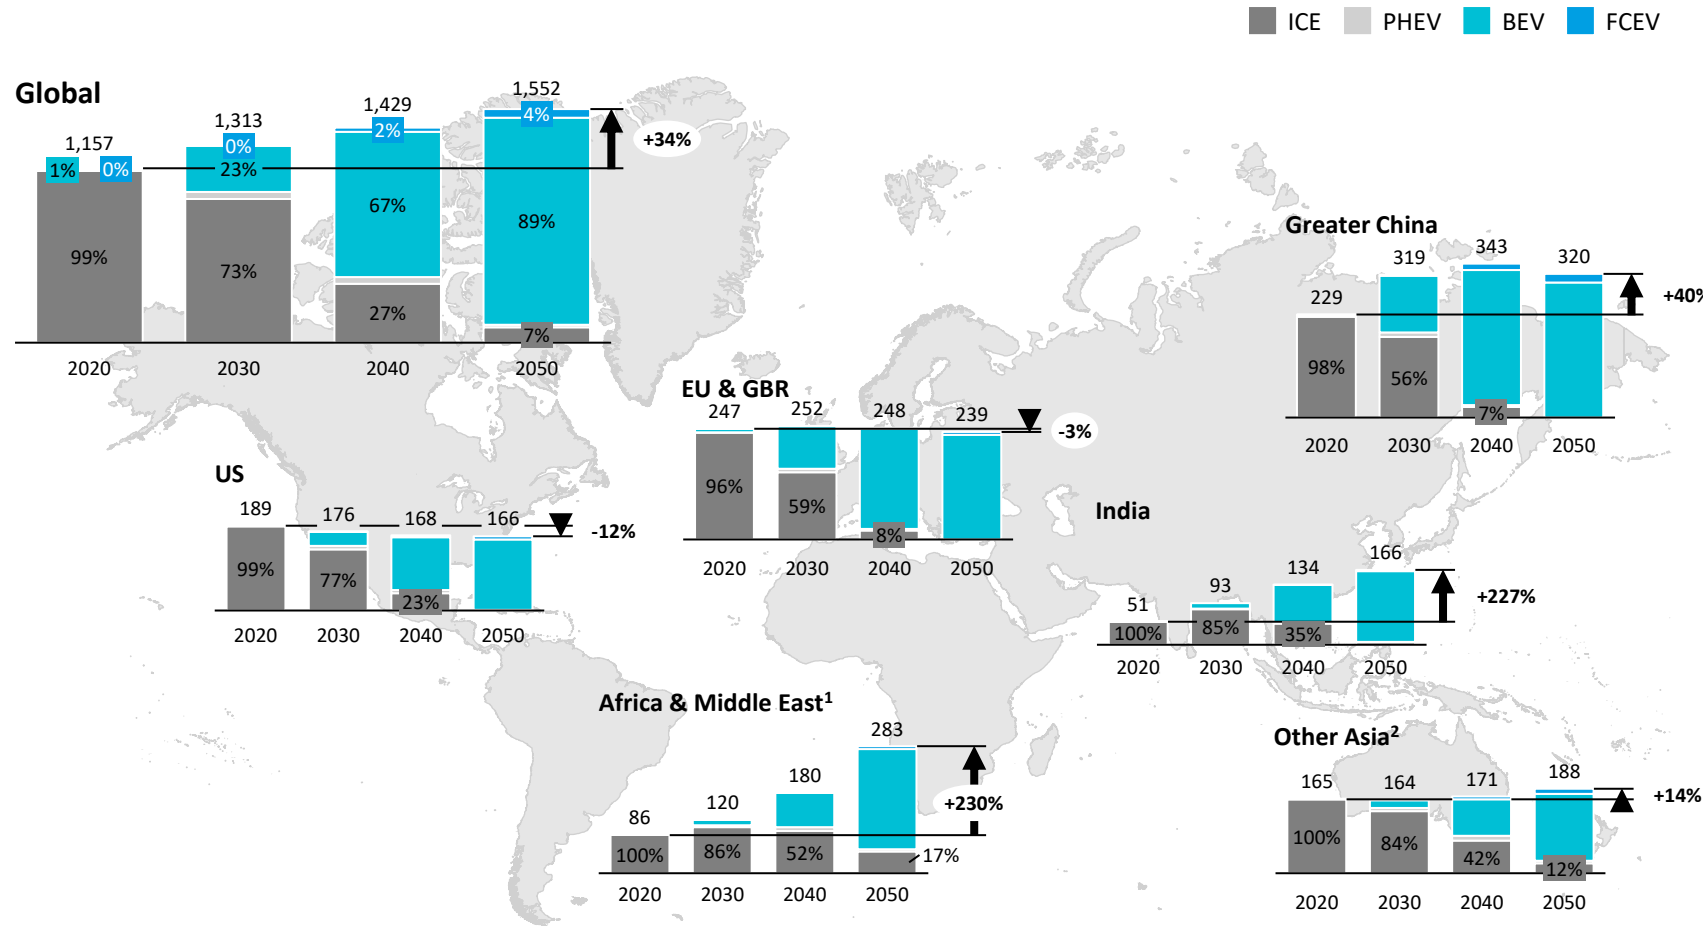 ICE PHEV BEV FCEV
Global
1,157 1,313 1,429 1,552
1% 0% 0% 2% 4%
+34%
23% 67% 89%
99% 73% 27% 7%
2020 2030 2040 2050
Greater China
229 319 343 320
+40%
98% 56% 7%
2020 2030 2040 2050
EU & GBR
247 252 248 239
-3%
96% 59% 8%
2020 2030 2040 2050
US
189 176 168 166
-12%
99% 77% 23%
2020 2030 2040 2050
India
51 93 134 166
+227%
100% 85% 35%
2020 2030 2040 2050
Africa & Middle East¹
86 120 180 283
+230%
100% 86% 52% 17%
2020 2030 2040 2050
Other Asia²
165 164 171 188
+14%
100% 84% 42% 12%
2020 2030 2040 2050